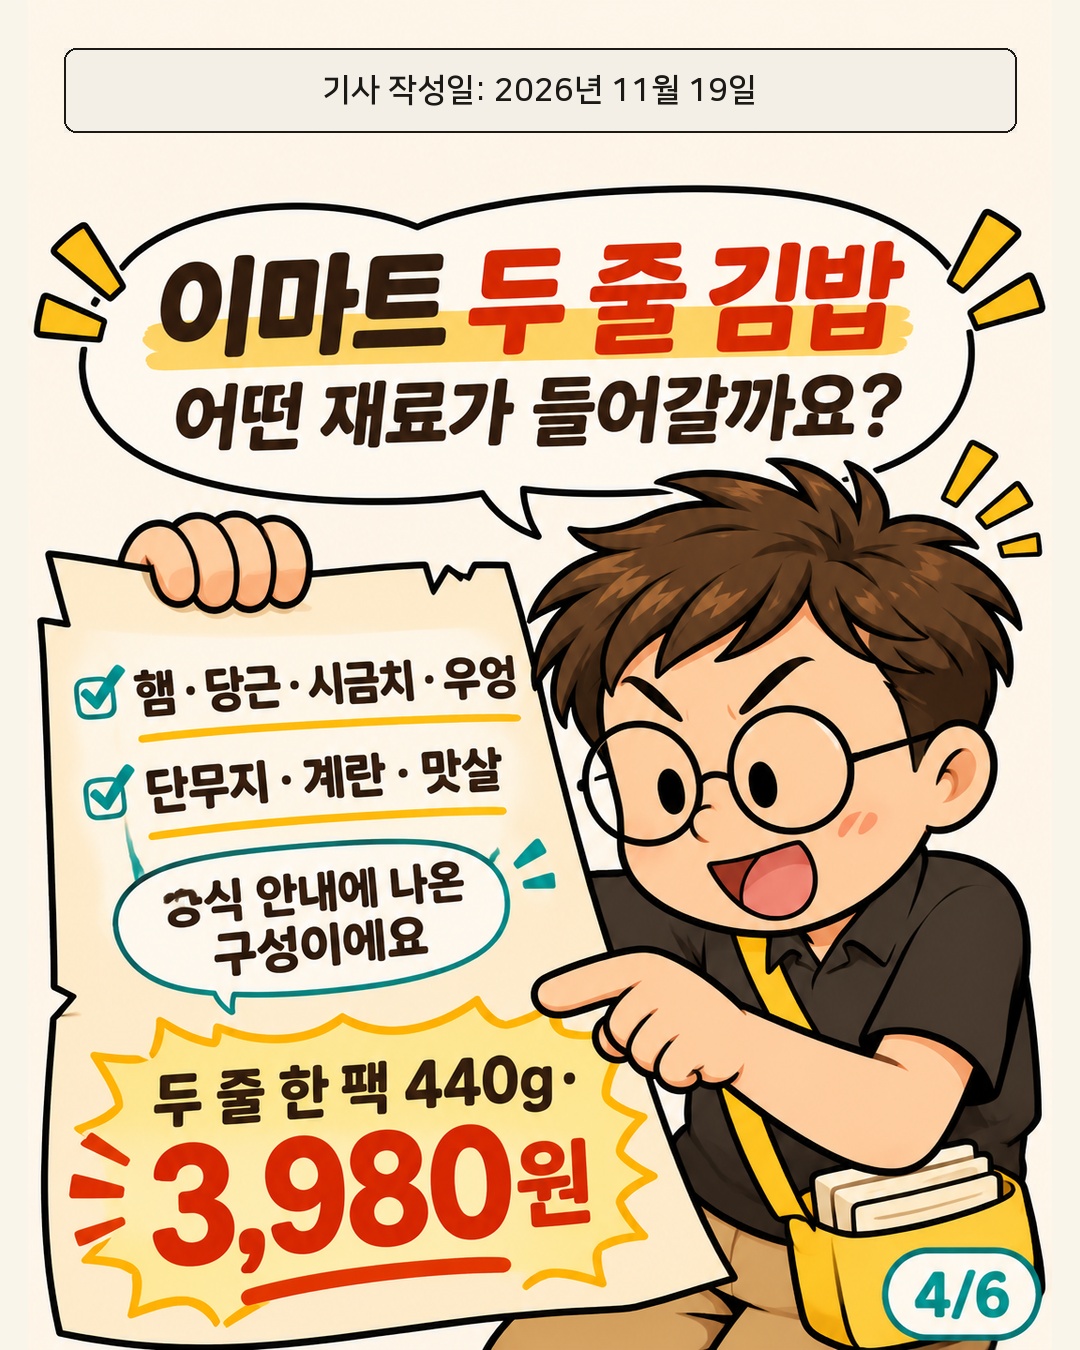 기사 작성일: 2026년 11월 19일
이마트 두 줄 김밥
어떤 재료가 들어갈까요?
햄·당근·시금치·우엉
단무지·계란·맛살
안내에 나온
구성이에요
두 줄 한 팩 440g·
3,980원
4/6